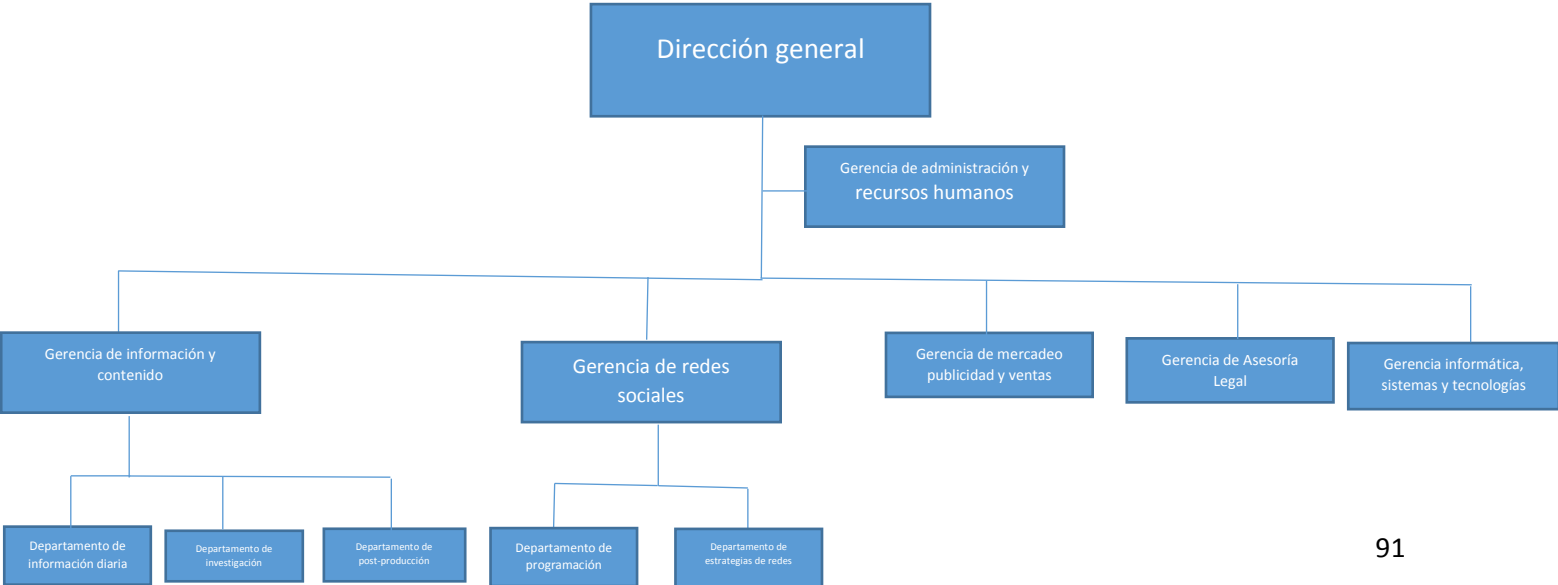 Dirección general
Gerencia de administración y
recursos humanos
Gerencia de información y
contenido
Gerencia de redes
sociales
Gerencia de mercadeo
publicidad y ventas
Gerencia de Asesoría
Legal
Gerencia informática,
sistemas y tecnologías
Departamento de
información diaria
Departamento de
investigación
Departamento de
post-producción
Departamento de
programación
Departamento de
estrategias de redes
91